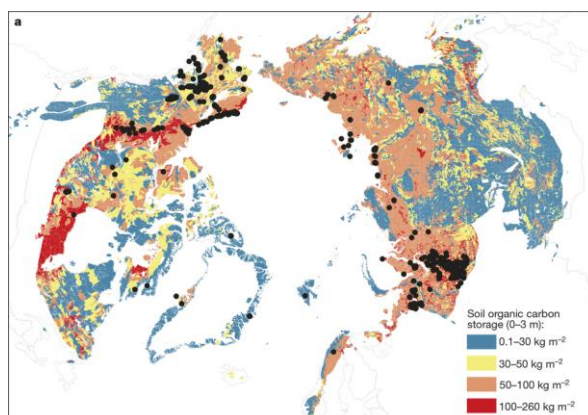 a
Soil organic carbon
storage (0–3 m):
0.1–30 kg m⁻²
30–50 kg m⁻²
50–100 kg m⁻²
100–260 kg m⁻²